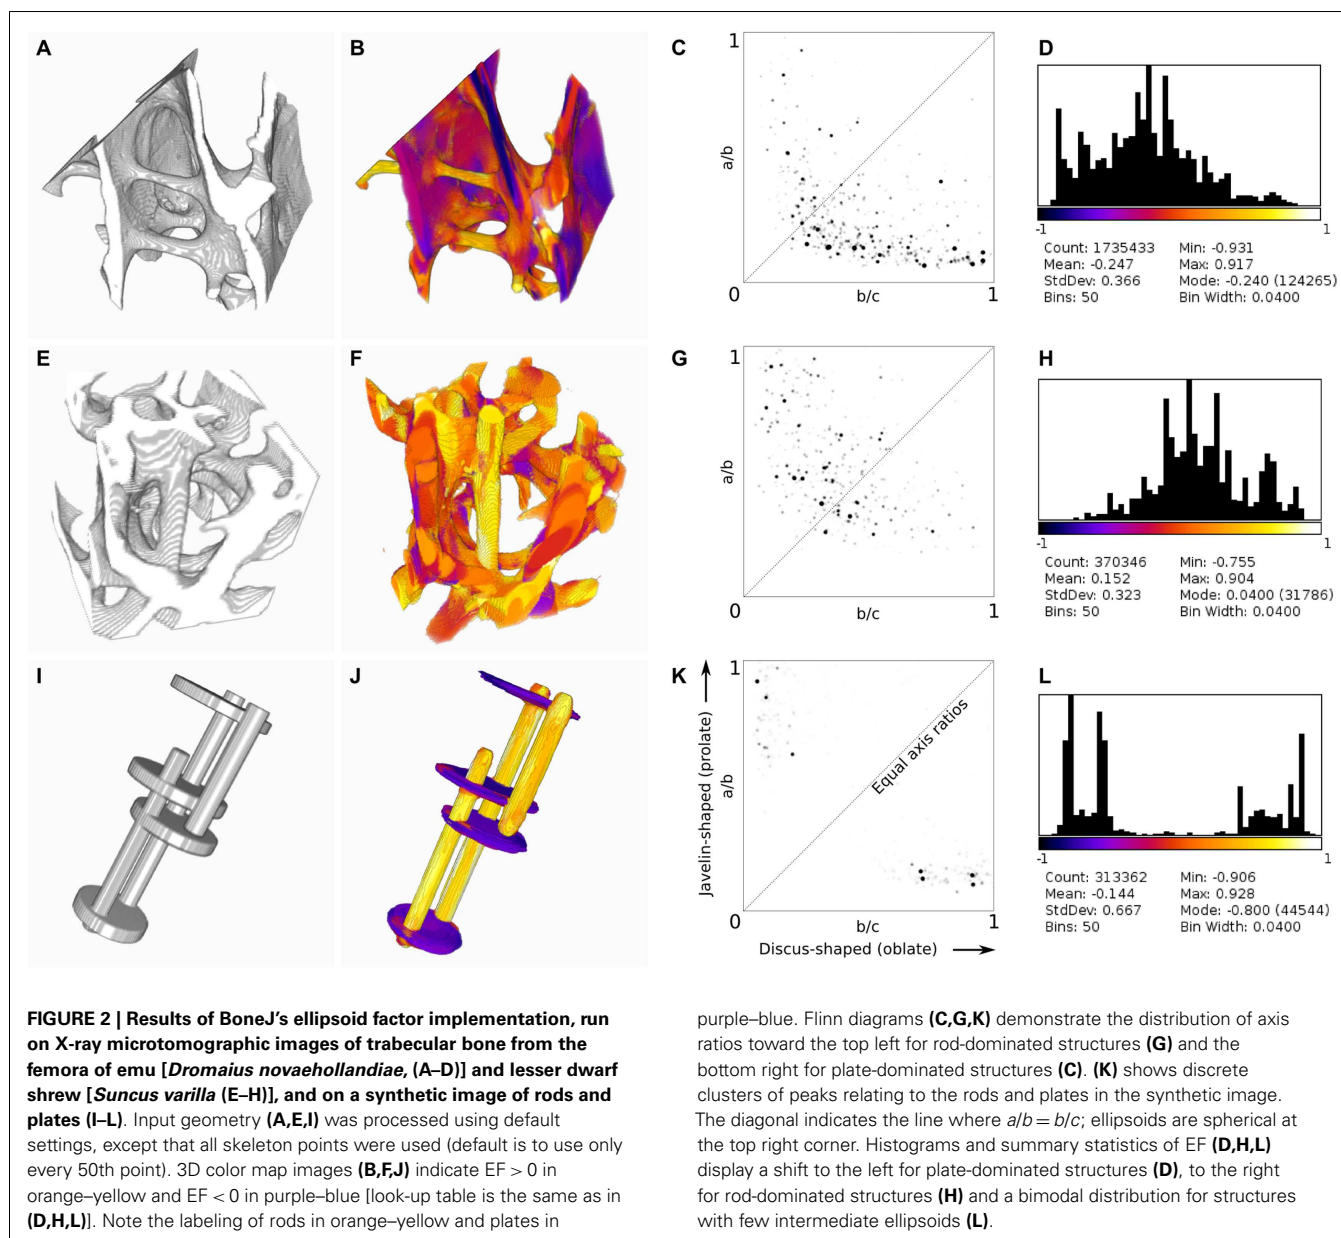 A
B
C
1
a/b
0
b/c
1
D
-1
1
Count: 1735433
Mean: -0.247
StdDev: 0.366
Bins: 50
Min: -0.931
Max: 0.917
Mode: -0.240 (124265)
Bin Width: 0.0400
E
F
G
1
a/b
0
b/c
1
H
-1
1
Count: 370346
Mean: 0.152
StdDev: 0.323
Bins: 50
Min: -0.755
Max: 0.904
Mode: 0.0400 (31786)
Bin Width: 0.0400
I
J
K
1
Javelin-shaped (prolate)
a/b
Equal axis ratios
0
b/c
1
Discus-shaped (oblate)
L
-1
1
Count: 313362
Mean: -0.144
StdDev: 0.667
Bins: 50
Min: -0.906
Max: 0.928
Mode: -0.800 (44544)
Bin Width: 0.0400
FIGURE 2 | Results of BoneJ's ellipsoid factor implementation, run
on X-ray microtomographic images of trabecular bone from the
femora of emu [Dromaius novaehollandiae, (A–D)] and lesser dwarf
shrew [Suncus varilla (E–H)], and on a synthetic image of rods and
plates (I–L). Input geometry (A,E,I) was processed using default
settings, except that all skeleton points were used (default is to use only
every 50th point). 3D color map images (B,F,J) indicate EF > 0 in
orange–yellow and EF < 0 in purple–blue [look-up table is the same as in
(D,H,L)]. Note the labeling of rods in orange–yellow and plates in
purple–blue. Flinn diagrams (C,G,K) demonstrate the distribution of axis
ratios toward the top left for rod-dominated structures (G) and the
bottom right for plate-dominated structures (C). (K) shows discrete
clusters of peaks relating to the rods and plates in the synthetic image.
The diagonal indicates the line where a/b = b/c; ellipsoids are spherical at
the top right corner. Histograms and summary statistics of EF (D,H,L)
display a shift to the left for plate-dominated structures (D), to the right
for rod-dominated structures (H) and a bimodal distribution for structures
with few intermediate ellipsoids (L).